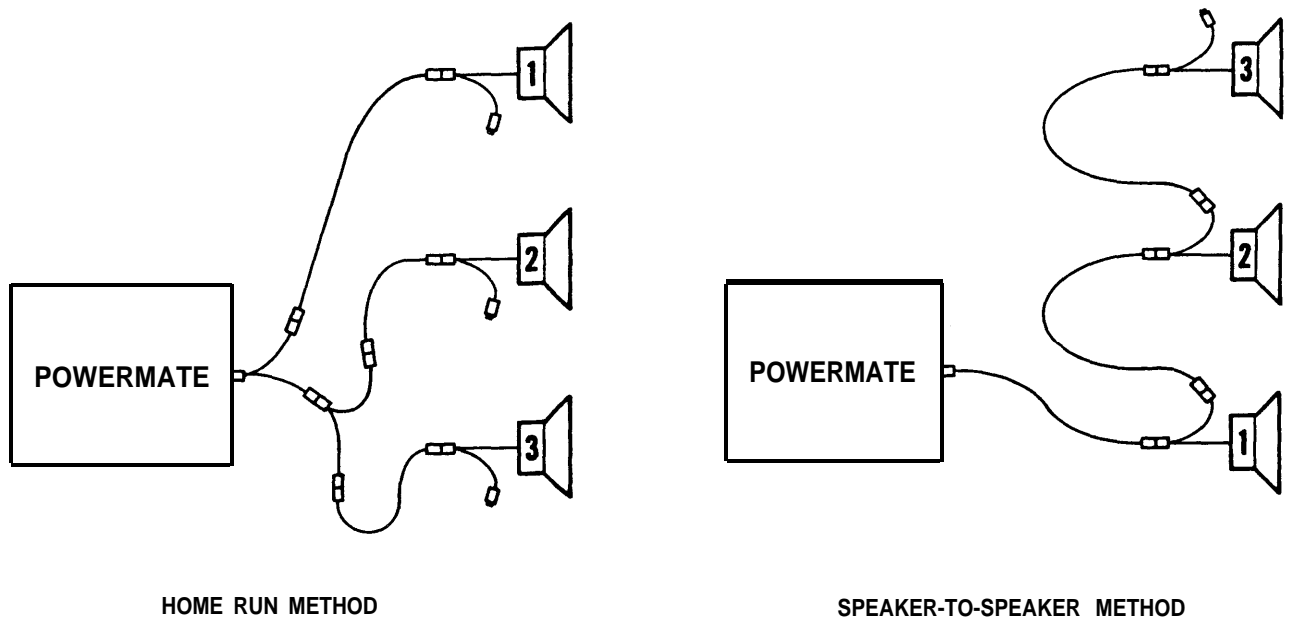 1
2
3
POWERMATE
HOME RUN METHOD
3
2
1
POWERMATE
SPEAKER-TO-SPEAKER METHOD